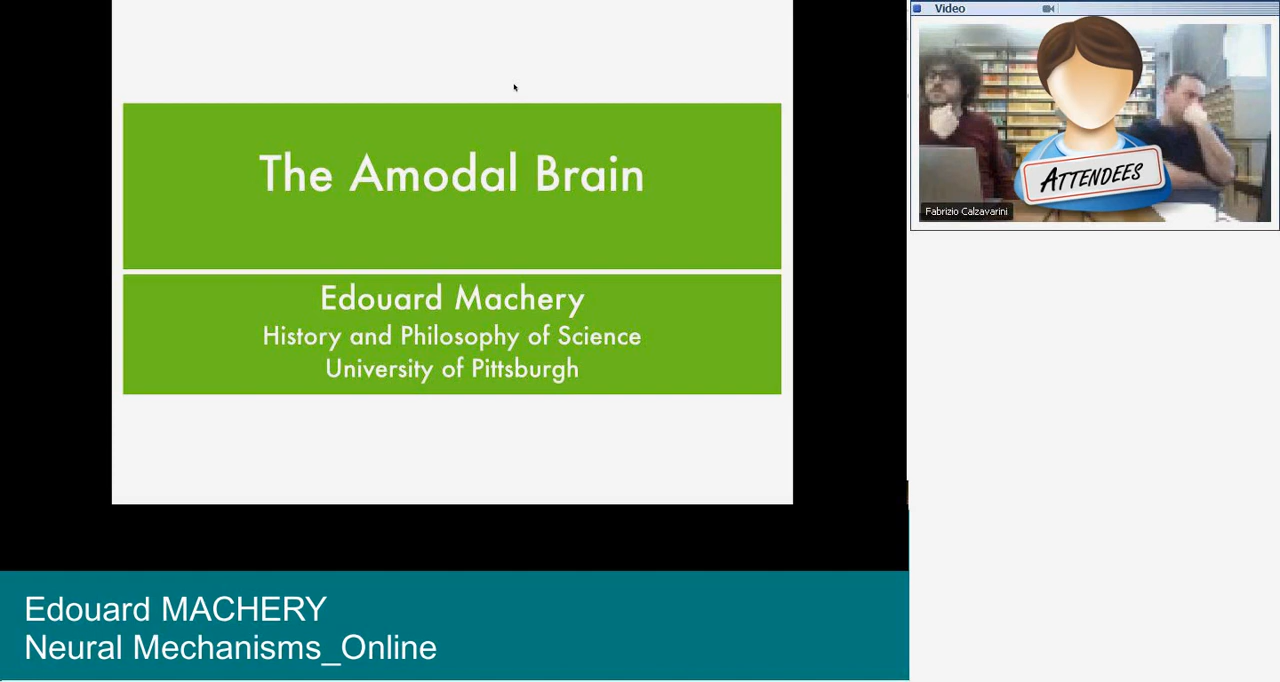 The Amodal Brain
Edouard Machery
History and Philosophy of Science
University of Pittsburgh
Edouard MACHERY
Neural Mechanisms_Online
Video
ATTENDEES
Fabrizio Calzavarini